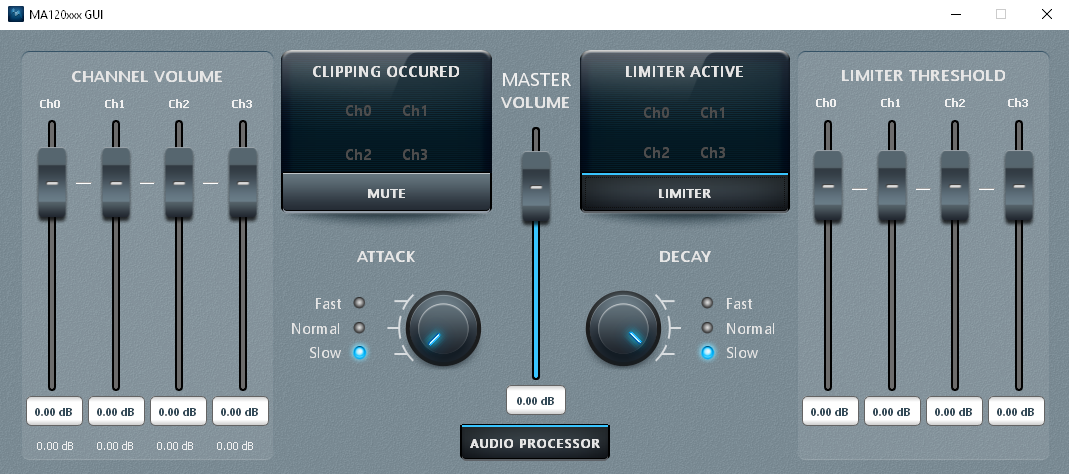 MA120xxx GUI
CHANNEL VOLUME
Ch0 Ch1 Ch2 Ch3
0.00 dB 0.00 dB 0.00 dB 0.00 dB
0.00 dB 0.00 dB 0.00 dB 0.00 dB
CLIPPING OCCURED
Ch0 Ch1
Ch2 Ch3
MUTE
ATTACK
Fast
Normal
Slow
MASTER
VOLUME
0.00 dB
AUDIO PROCESSOR
LIMITER ACTIVE
Ch0 Ch1
Ch2 Ch3
LIMITER
DECAY
Fast
Normal
Slow
LIMITER THRESHOLD
Ch0 Ch1 Ch2 Ch3
0.00 dB 0.00 dB 0.00 dB 0.00 dB